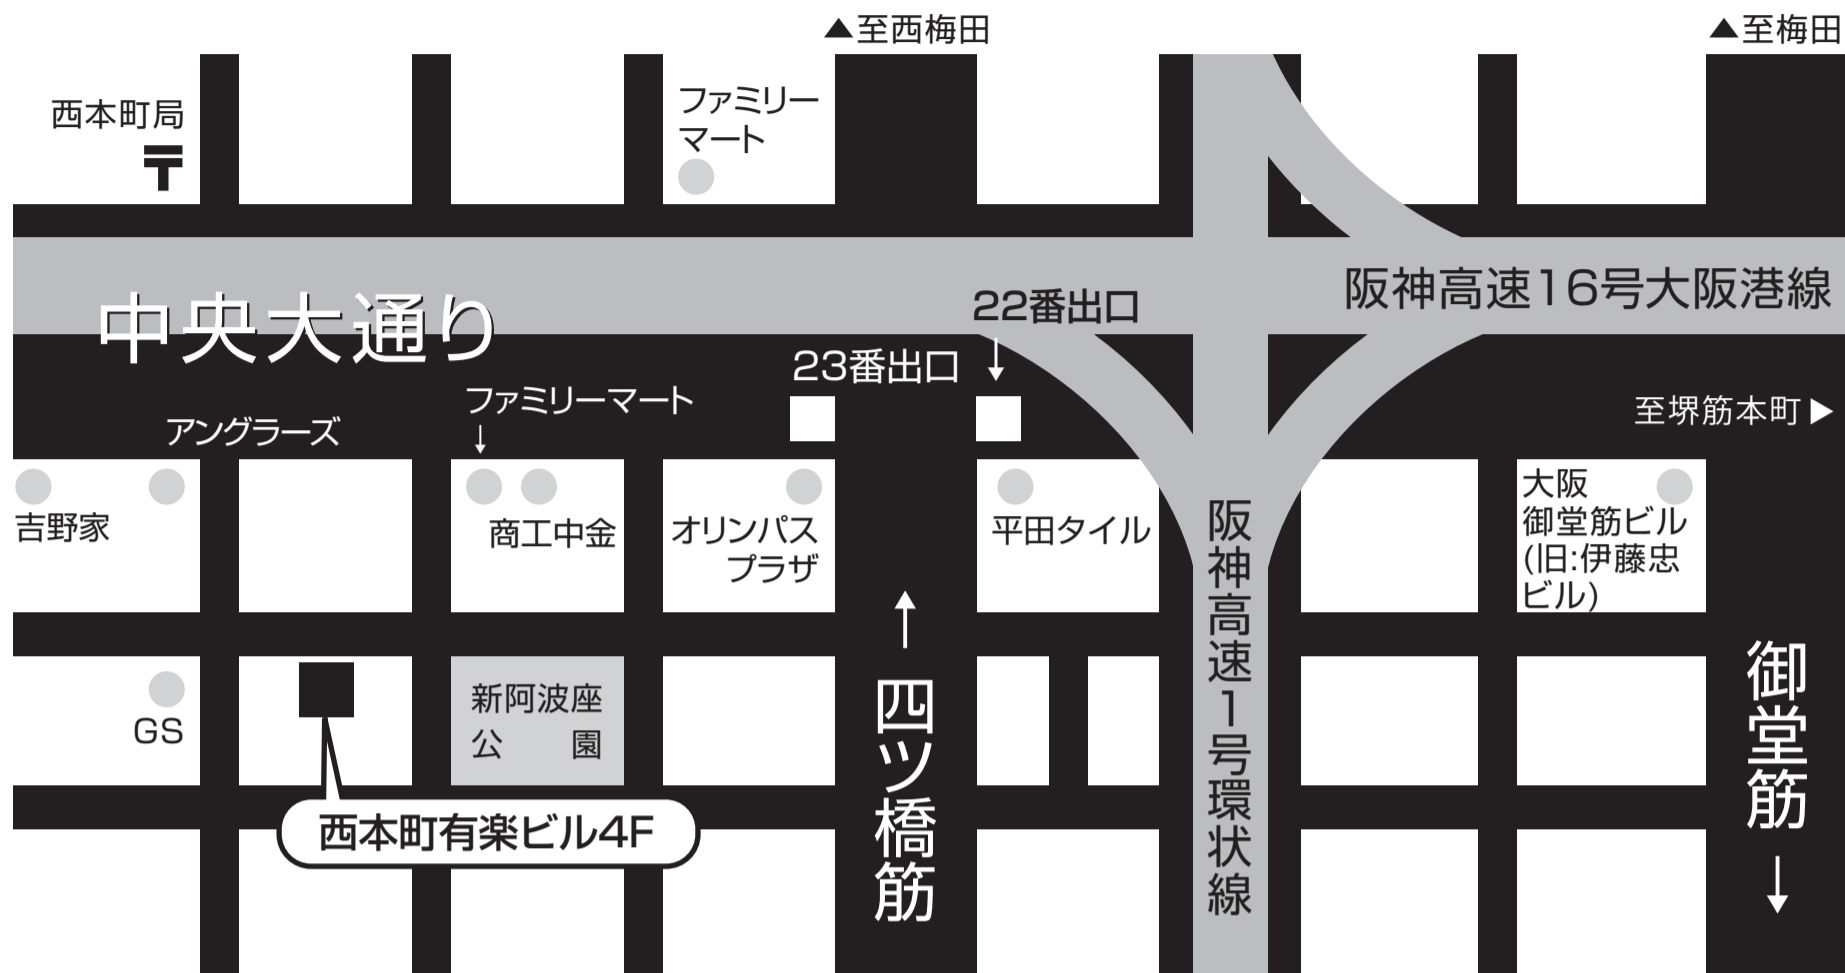 ▲至西梅田
▲至梅田
西本町局
〒
ファミリー
マート
中央大通り
阪神高速16号大阪港線
22番出口
↓
23番出口
ファミリーマート
↓
アングラーズ
至堺筋本町▶
吉野家
商工中金
オリンパス
プラザ
平田タイル
大阪
御堂筋ビル
(旧:伊藤忠
ビル)
阪神高速1号環状線
↑
四ツ橋筋
御堂筋
↓
GS
新阿波座
公園
西本町有楽ビル4F